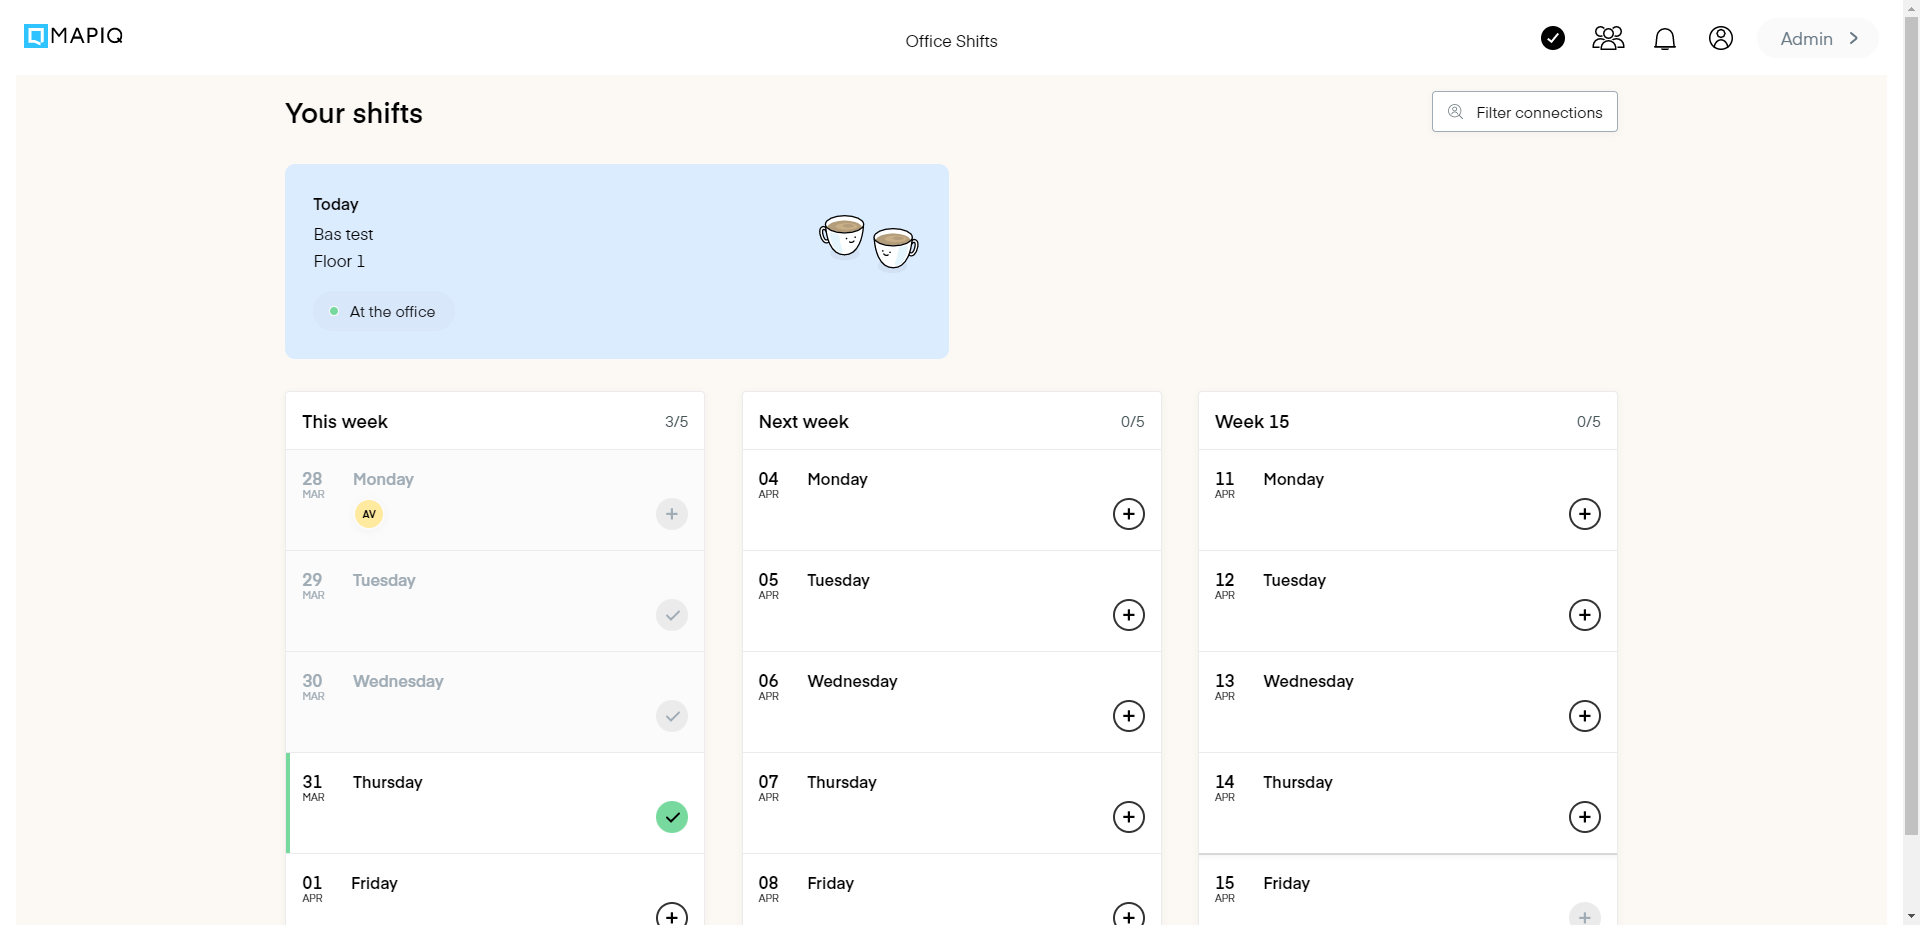 MAPIQ
Office Shifts
Admin
Your shifts
Filter connections
Today
Bas test
Floor 1
At the office
This week 3/5
28 Monday
MAR
AV
29 Tuesday
MAR
30 Wednesday
MAR
31 Thursday
MAR
01 Friday
APR
Next week 0/5
04 Monday
APR
05 Tuesday
APR
06 Wednesday
APR
07 Thursday
APR
08 Friday
APR
Week 15 0/5
11 Monday
APR
12 Tuesday
APR
13 Wednesday
APR
14 Thursday
APR
15 Friday
APR